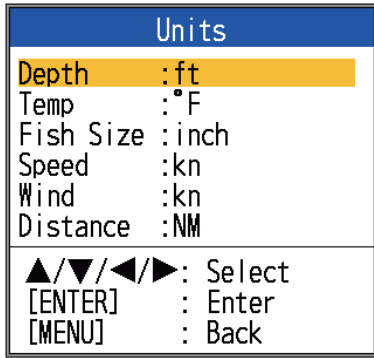 Units
Depth :ft
Temp :°F
Fish Size :inch
Speed :kn
Wind :kn
Distance :NM
▲/▼/◀/▶: Select
[ENTER] : Enter
[MENU] : Back